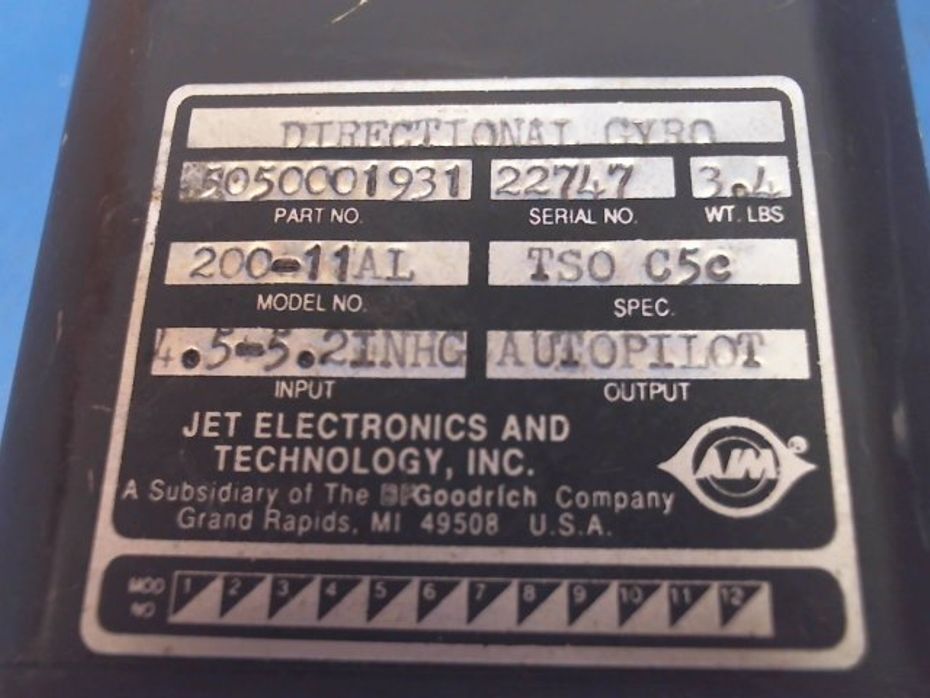 DIRECTIONAL GYRO
5050001931 22747 3.4
PART NO. SERIAL NO. WT. LBS
200-11AL TSO C5c
MODEL NO. SPEC.
4.5-5.2INHG AUTOPILOT
INPUT OUTPUT
JET ELECTRONICS AND
TECHNOLOGY, INC.
AIM ®
A Subsidiary of The BFGoodrich Company
Grand Rapids, MI 49508 U.S.A.
MOD NO 1 2 3 4 5 6 7 8 9 10 11 12